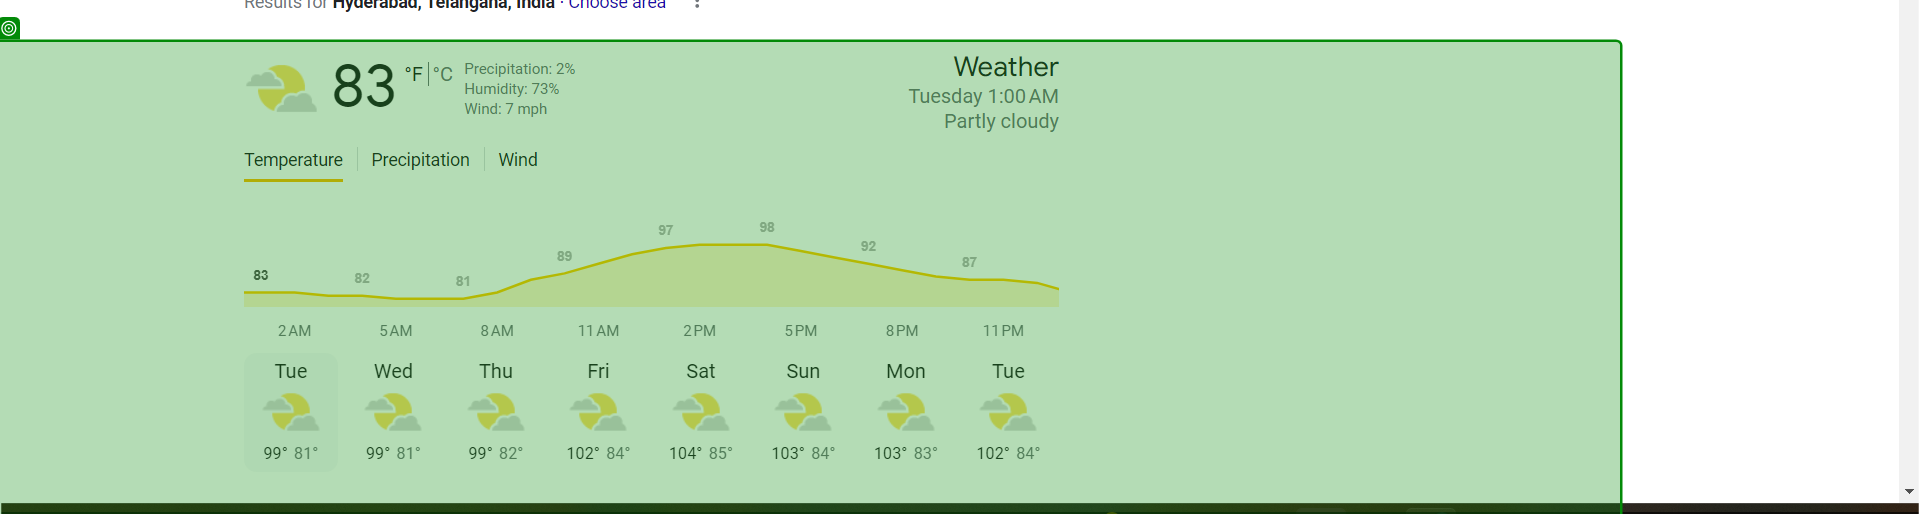 Results for Hyderabad, Telangana, India · Choose area
83 °F | °C
Precipitation: 2%
Humidity: 73%
Wind: 7 mph
Weather
Tuesday 1:00 AM
Partly cloudy
Temperature
Precipitation
Wind
83 82 81 89 97 98 92 87
2 AM 5 AM 8 AM 11 AM 2 PM 5 PM 8 PM 11 PM
Tue Wed Thu Fri Sat Sun Mon Tue
99° 81° 99° 81° 99° 82° 102° 84° 104° 85° 103° 84° 103° 83° 102° 84°